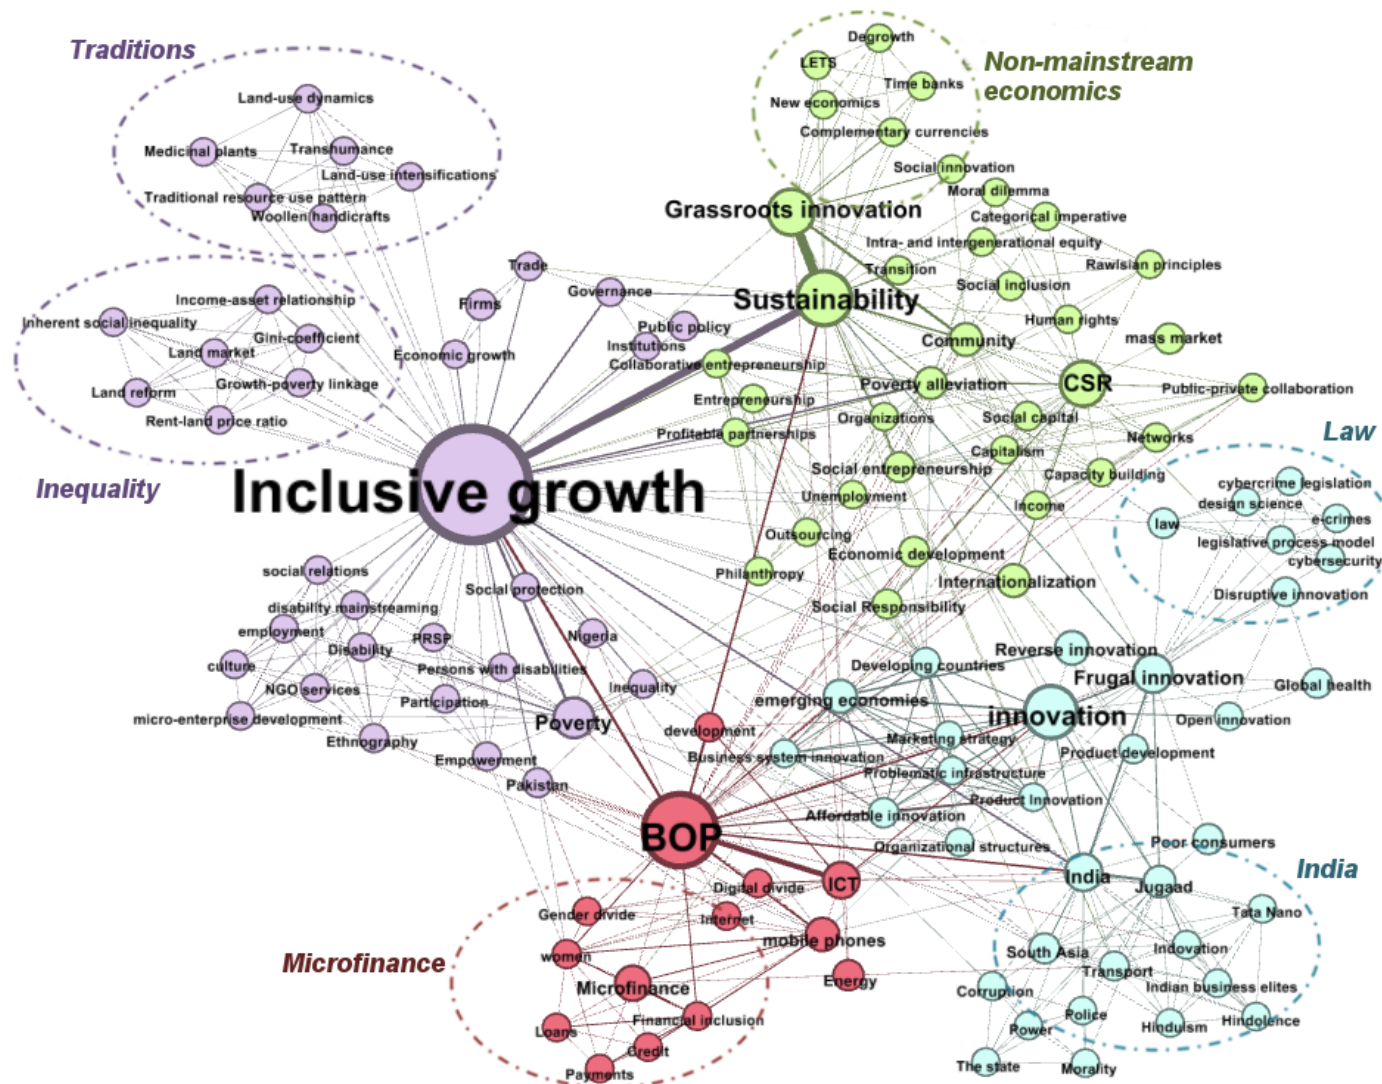 Traditions
Land-use dynamics
Medicinal plants
Transhumance
Land-use intensifications
Traditional resource use pattern
Woollen handicrafts
Degrowth
LETS
Time banks
New economics
Complementary currencies
Non-mainstream
economics
Social innovation
Moral dilemma
Grassroots innovation
Categorical imperative
Intra- and intergenerational equity
Transition
Rawlsian principles
Social inclusion
Sustainability
Human rights
Community
mass market
Trade
Governance
Firms
Public policy
Institutions
Economic growth
Collaborative entrepreneurship
Income-asset relationship
Inherent social inequality
Gini-coefficient
Land market
Growth-poverty linkage
Land reform
Rent-land price ratio
Inequality
Poverty alleviation
CSR
Public-private collaboration
Entrepreneurship
Organizations
Social capital
Profitable partnerships
Capitalism
Networks
Social entrepreneurship
Capacity building
Unemployment
Income
Outsourcing
Economic development
Philanthropy
Internationalization
Social Responsibility
Inclusive growth
Law
cybercrime legislation
design science
law
e-crimes
legislative process model
cybersecurity
Disruptive innovation
social relations
Social protection
disability mainstreaming
employment
PRSP
Nigeria
Disability
culture
Persons with disabilities
NGO services
Inequality
Participation
micro-enterprise development
Poverty
Ethnography
Empowerment
Pakistan
Reverse innovation
Developing countries
Frugal innovation
Global health
emerging economies
innovation
Open innovation
development
Marketing strategy
Business system innovation
Product development
Problematic infrastructure
Product Innovation
Affordable innovation
BOP
Organizational structures
Poor consumers
India
India
Jugaad
ICT
Digital divide
Gender divide
Internet
Tata Nano
mobile phones
women
South Asia
Indovation
Microfinance
Transport
Microfinance
Energy
Indian business elites
Corruption
Police
Financial inclusion
Hindolence
Loans
Power
Hinduism
Credit
The state
Morality
Payments